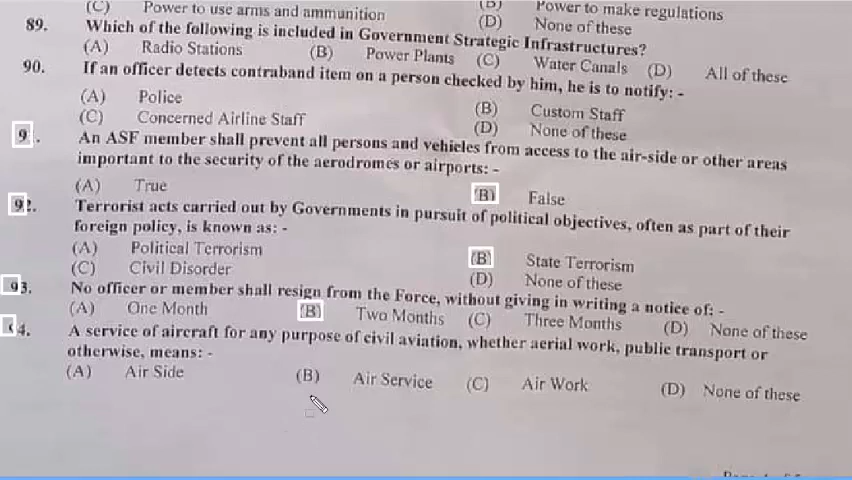 (C) Power to use arms and ammunition (B) Power to make regulations
(D) None of these
89. Which of the following is included in Government Strategic Infrastructures?
(A) Radio Stations (B) Power Plants (C) Water Canals (D) All of these
90. If an officer detects contraband item on a person checked by him, he is to notify: -
(A) Police (B) Custom Staff
(C) Concerned Airline Staff (D) None of these
9 . An ASF member shall prevent all persons and vehicles from access to the air-side or other areas
important to the security of the aerodromes or airports: -
(A) True (B) False
92. Terrorist acts carried out by Governments in pursuit of political objectives, often as part of their
foreign policy, is known as: -
(A) Political Terrorism (B) State Terrorism
(C) Civil Disorder (D) None of these
93. No officer or member shall resign from the Force, without giving in writing a notice of: -
(A) One Month (B) Two Months (C) Three Months (D) None of these
4. A service of aircraft for any purpose of civil aviation, whether aerial work, public transport or
otherwise, means: -
(A) Air Side (B) Air Service (C) Air Work (D) None of these